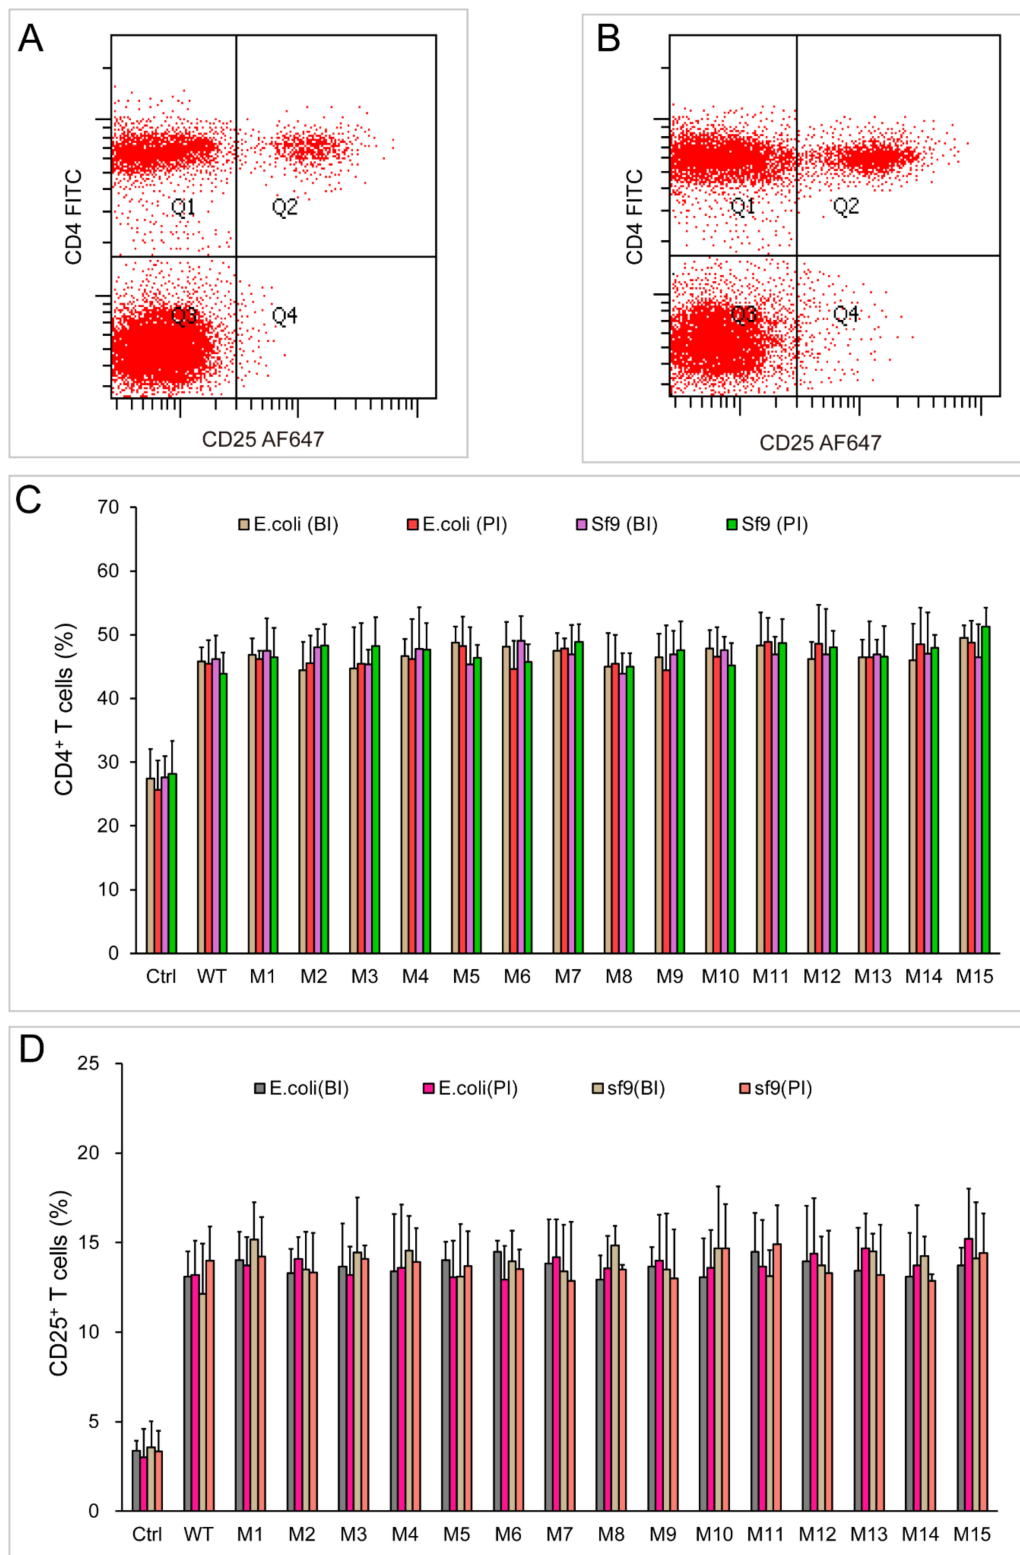 A
CD4 FITC
Q1
Q2
Q3
Q4
CD25 AF647
B
CD4 FITC
Q1
Q2
Q3
Q4
CD25 AF647
C
CD4⁺ T cells (%)
70
60
50
40
30
20
10
0
E.coli (BI) E.coli (PI) Sf9 (BI) Sf9 (PI)
Ctrl WT M1 M2 M3 M4 M5 M6 M7 M8 M9 M10 M11 M12 M13 M14 M15
D
CD25⁺ T cells (%)
25
20
15
10
5
0
E.coli(BI) E.coli(PI) sf9(BI) sf9(PI)
Ctrl WT M1 M2 M3 M4 M5 M6 M7 M8 M9 M10 M11 M12 M13 M14 M15